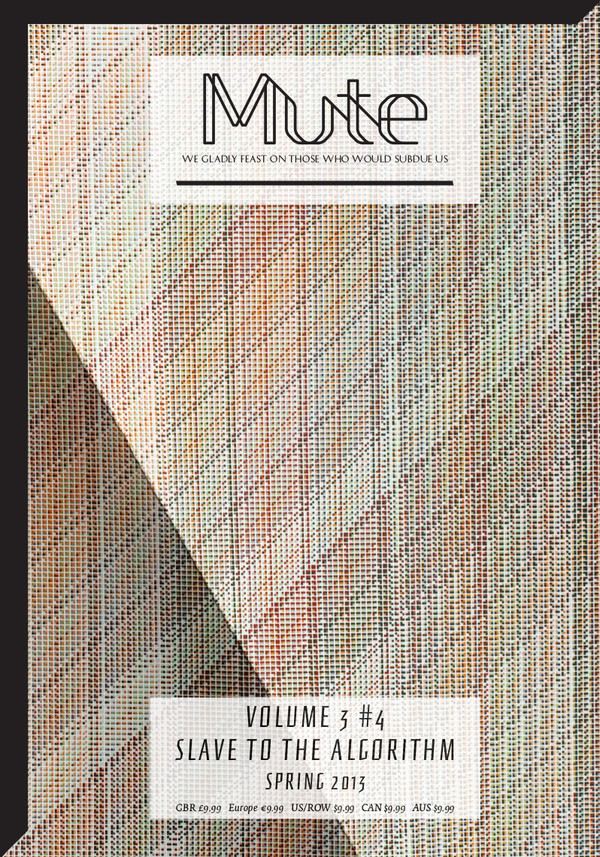 Mute
WE GLADLY FEAST ON THOSE WHO WOULD SUBDUE US
VOLUME 3 #4
SLAVE TO THE ALGORITHM
SPRING 2013
GBR £9.99 Europe €9.99 US/ROW $9.99 CAN $9.99 AUS $9.99